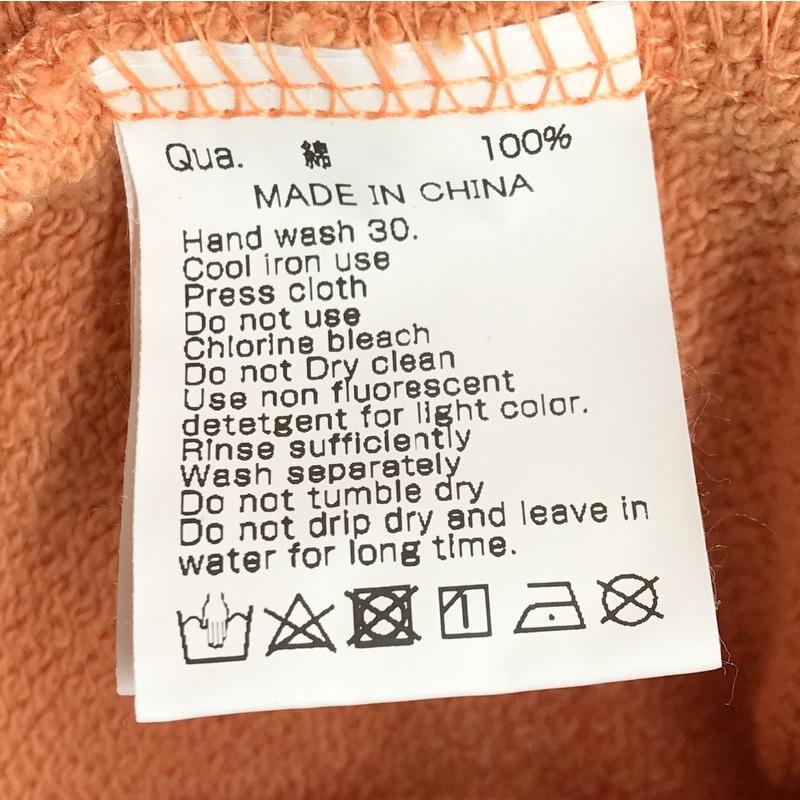 Qua. 綿 100%
MADE IN CHINA
Hand wash 30.
Cool iron use
Press cloth
Do not use
Chlorine bleach
Do not Dry clean
Use non fluorescent
detetgent for light color.
Rinse sufficiently
Wash separately
Do not tumble dry
Do not drip dry and leave in
water for long time.